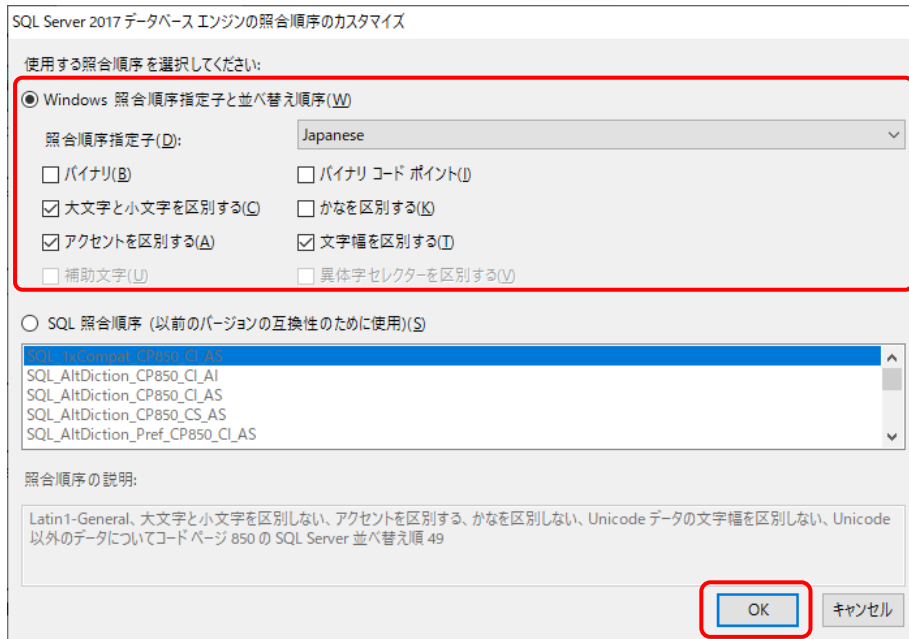 SQL Server 2017 データベース エンジンの照合順序のカスタマイズ
使用する照合順序を選択してください:
Windows 照合順序指定子と並べ替え順序(W)
照合順序指定子(D):
Japanese
バイナリ(B)
バイナリ コード ポイント(I)
大文字と小文字を区別する(C)
かなを区別する(K)
アクセントを区別する(A)
文字幅を区別する(T)
補助文字(U)
異体字セレクターを区別する(V)
SQL 照合順序 (以前のバージョンの互換性のために使用)(S)
SQL_1xCompat_CP850_CI_AS
SQL_AltDiction_CP850_CI_AI
SQL_AltDiction_CP850_CI_AS
SQL_AltDiction_CP850_CS_AS
SQL_AltDiction_Pref_CP850_CI_AS
照合順序の説明:
Latin1-General、大文字と小文字を区別しない、アクセントを区別する、かなを区別しない、Unicode データの文字幅を区別しない、Unicode
以外のデータについてコード ページ 850 の SQL Server 並べ替え順 49
OK
キャンセル